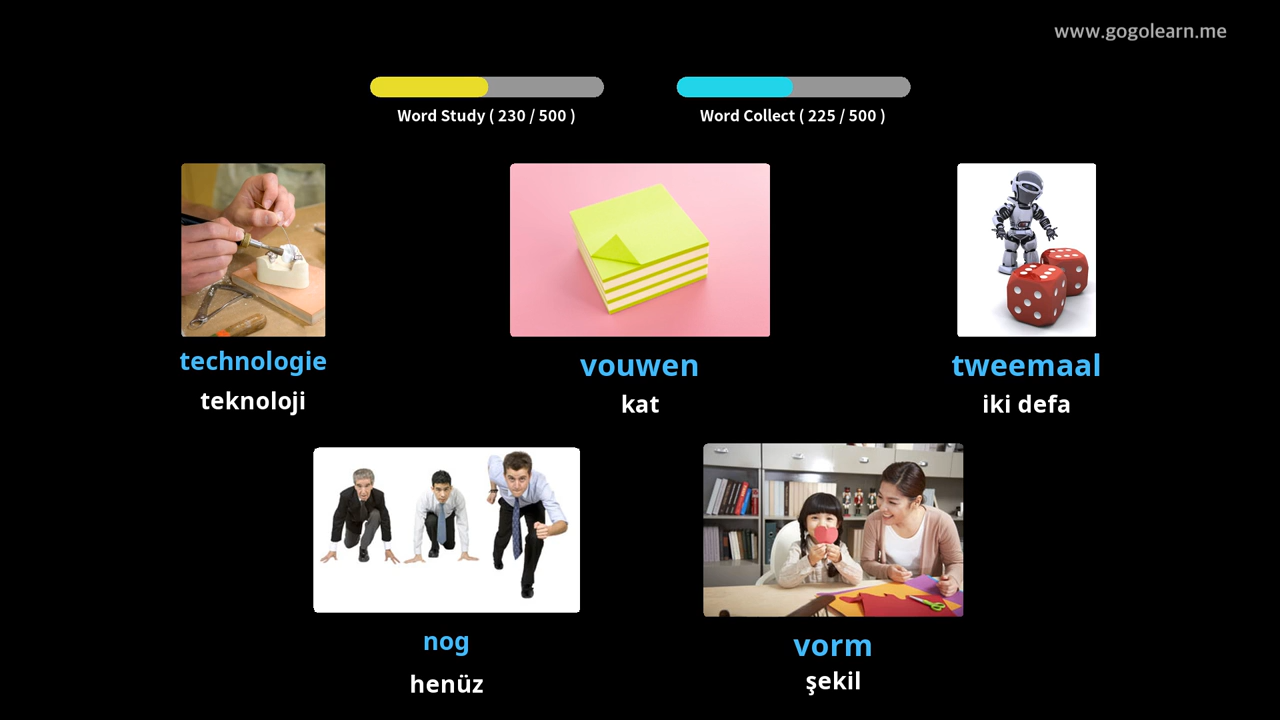 www.gogolearn.me
Word Study ( 230 / 500 )
Word Collect ( 225 / 500 )
technologie
teknoloji
vouwen
kat
tweemaal
iki defa
nog
henüz
vorm
şekil